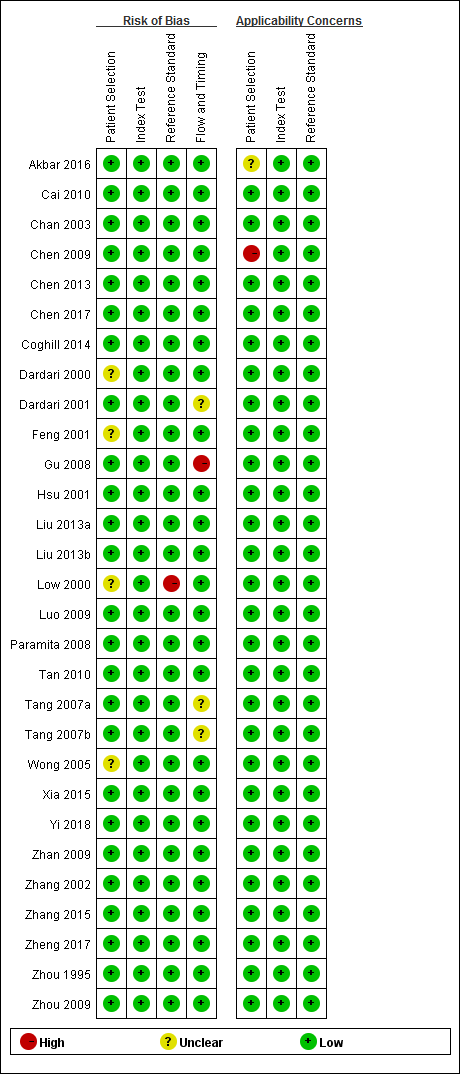 Risk of Bias Applicability Concerns
Patient Selection Index Test Reference Standard Flow and Timing Patient Selection Index Test Reference Standard
Akbar 2016 + + + + ? + +
Cai 2010 + + + + + + +
Chan 2003 + + + + + + +
Chen 2009 + + + + - + +
Chen 2013 + + + + + + +
Chen 2017 + + + + + + +
Coghill 2014 + + + + + + +
Dardari 2000 ? + + + + + +
Dardari 2001 + + + ? + + +
Feng 2001 ? + + + + + +
Gu 2008 + + + - + + +
Hsu 2001 + + + + + + +
Liu 2013a + + + + + + +
Liu 2013b + + + + + + +
Low 2000 ? + - + + + +
Luo 2009 + + + + + + +
Paramita 2008 + + + + + + +
Tan 2010 + + + + + + +
Tang 2007a + + + ? + + +
Tang 2007b + + + ? + + +
Wong 2005 ? + + + + + +
Xia 2015 + + + + + + +
Yi 2018 + + + + + + +
Zhan 2009 + + + + + + +
Zhang 2002 + + + + + + +
Zhang 2015 + + + + + + +
Zheng 2017 + + + + + + +
Zhou 1995 + + + + + + +
Zhou 2009 + + + + + + +
- High ? Unclear + Low